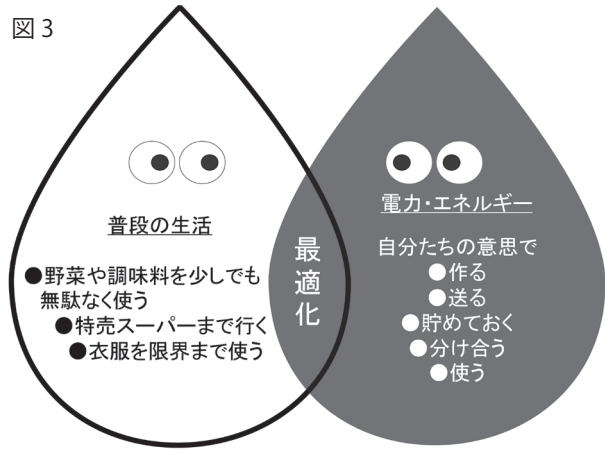 図3
普段の生活
●野菜や調味料を少しでも
無駄なく使う
●特売スーパーまで行く
●衣服を限界まで使う
最適化
電力・エネルギー
自分たちの意思で
●作る
●送る
●貯めておく
●分け合う
●使う